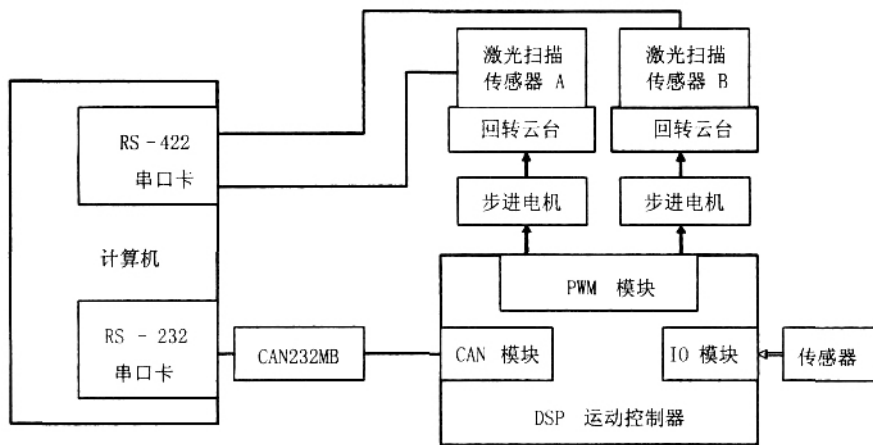 激光扫描
传感器 A
激光扫描
传感器 B
回转云台
回转云台
RS-422
串口卡
步进电机
步进电机
计算机
PWM 模块
RS - 232
串口卡
CAN232MB
CAN 模块
IO 模块
传感器
DSP 运动控制器